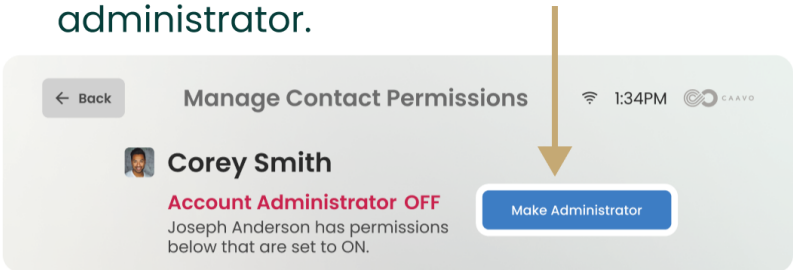 administrator.
← Back
Manage Contact Permissions
1:34PM
CAAVO
Corey Smith
Account Administrator OFF
Joseph Anderson has permissions
below that are set to ON.
Make Administrator